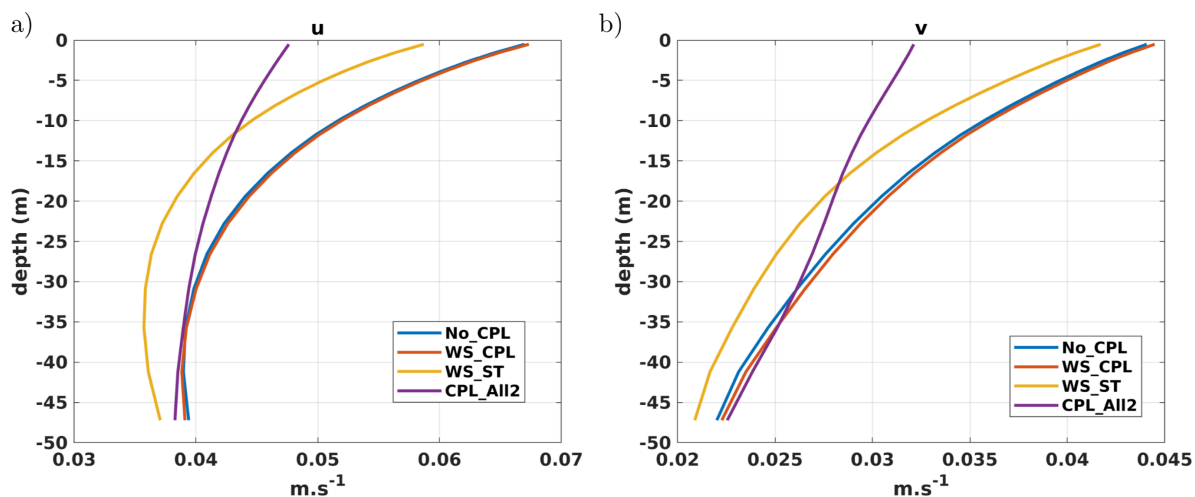 a)
u
0
-5
-10
-15
-20
-25
-30
-35
-40
-45
-50
depth (m)
0.03 0.04 0.05 0.06 0.07
m.s⁻¹
No_CPL
WS_CPL
WS_ST
CPL_All2
b)
v
0
-5
-10
-15
-20
-25
-30
-35
-40
-45
-50
depth (m)
0.02 0.025 0.03 0.035 0.04 0.045
m.s⁻¹
No_CPL
WS_CPL
WS_ST
CPL_All2